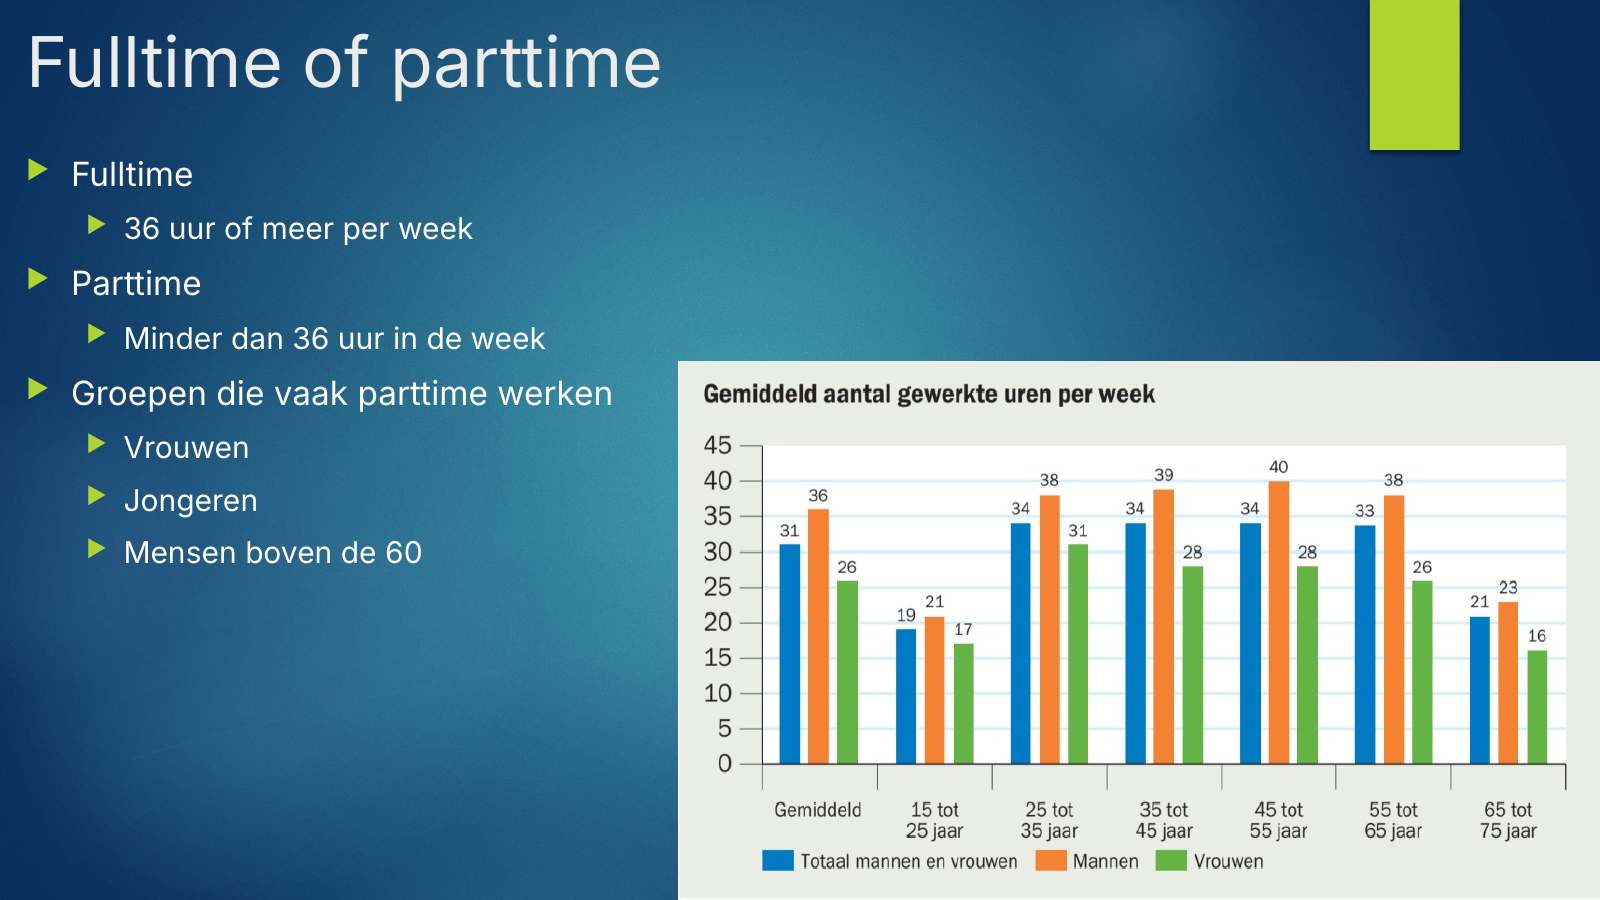 Fulltime of parttime
Fulltime
36 uur of meer per week
Parttime
Minder dan 36 uur in de week
Groepen die vaak parttime werken
Vrouwen
Jongeren
Mensen boven de 60
Gemiddeld aantal gewerkte uren per week
45
40
35
30
25
20
15
10
5
0
31 36 26
19 21 17
34 38 31
34 39 28
34 40 28
33 38 26
21 23 16
Gemiddeld
15 tot
25 jaar
25 tot
35 jaar
35 tot
45 jaar
45 tot
55 jaar
55 tot
65 jaar
65 tot
75 jaar
Totaal mannen en vrouwen Mannen Vrouwen